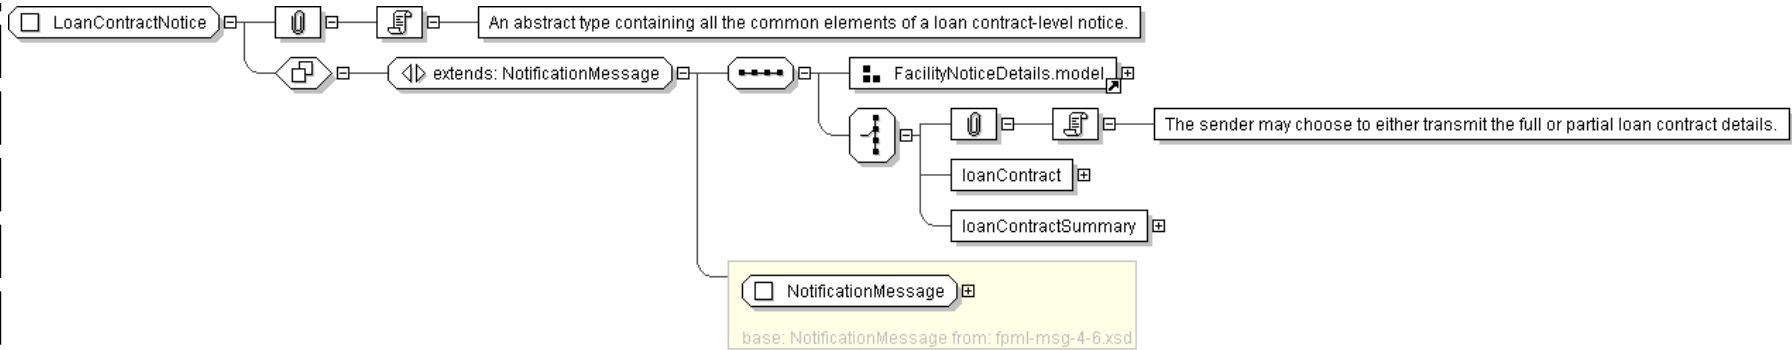 LoanContractNotice
An abstract type containing all the common elements of a loan contract-level notice.
extends: NotificationMessage
FacilityNoticeDetails.model
The sender may choose to either transmit the full or partial loan contract details.
loanContract
loanContractSummary
NotificationMessage
base: NotificationMessage from: fpml-msg-4-6.xsd